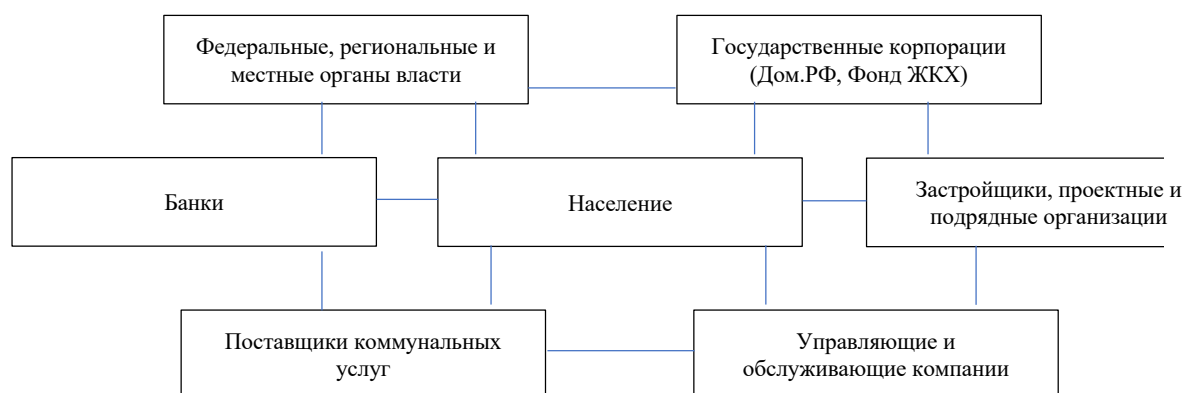 Федеральные, региональные и
местные органы власти
Государственные корпорации
(Дом.РФ, Фонд ЖКХ)
Банки
Население
Застройщики, проектные и
подрядные организации
Поставщики коммунальных
услуг
Управляющие и
обслуживающие компании